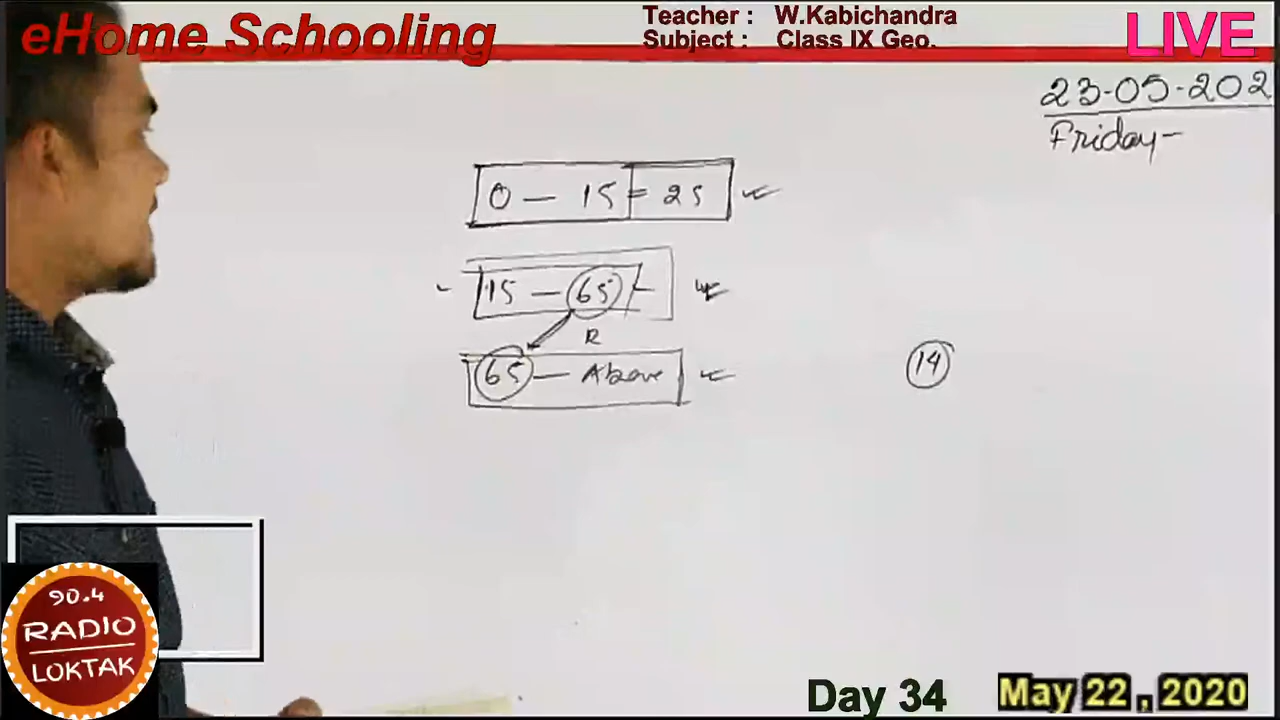 eHome Schooling
Teacher : W.Kabichandra
Subject : Class IX Geo.
LIVE
23-05-202
Friday-
0 — 15 = 25
15 — 65 -
R
65 — Above
14
90.4
RADIO
LOKTAK
Day 34
May 22 , 2020